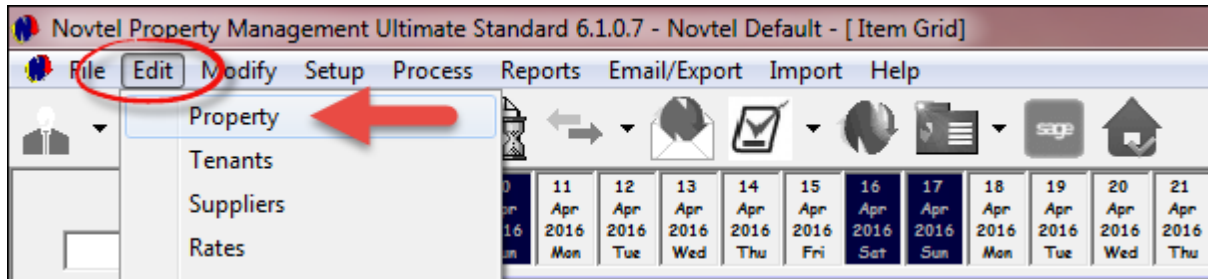 Novtel Property Management Ultimate Standard 6.1.0.7 - Novtel Default - [ Item Grid]
File Edit Modify Setup Process Reports Email/Export Import Help
Property
sage
Tenants
Suppliers
Rates
11 12 13 14 15 16 17 18 19 20 21
Apr Apr Apr Apr Apr Apr Apr Apr Apr Apr Apr
2016 2016 2016 2016 2016 2016 2016 2016 2016 2016 2016
Mon Tue Wed Thu Fri Sat Sun Mon Tue Wed Thu